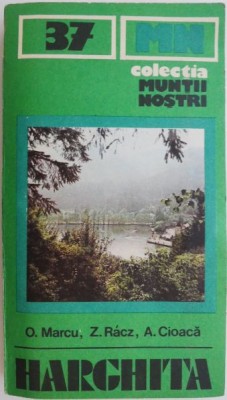 37 MN
colecția
MUNȚII
NOȘTRI
O. Marcu, Z. Rácz, A. Cioacă
HARGHITA